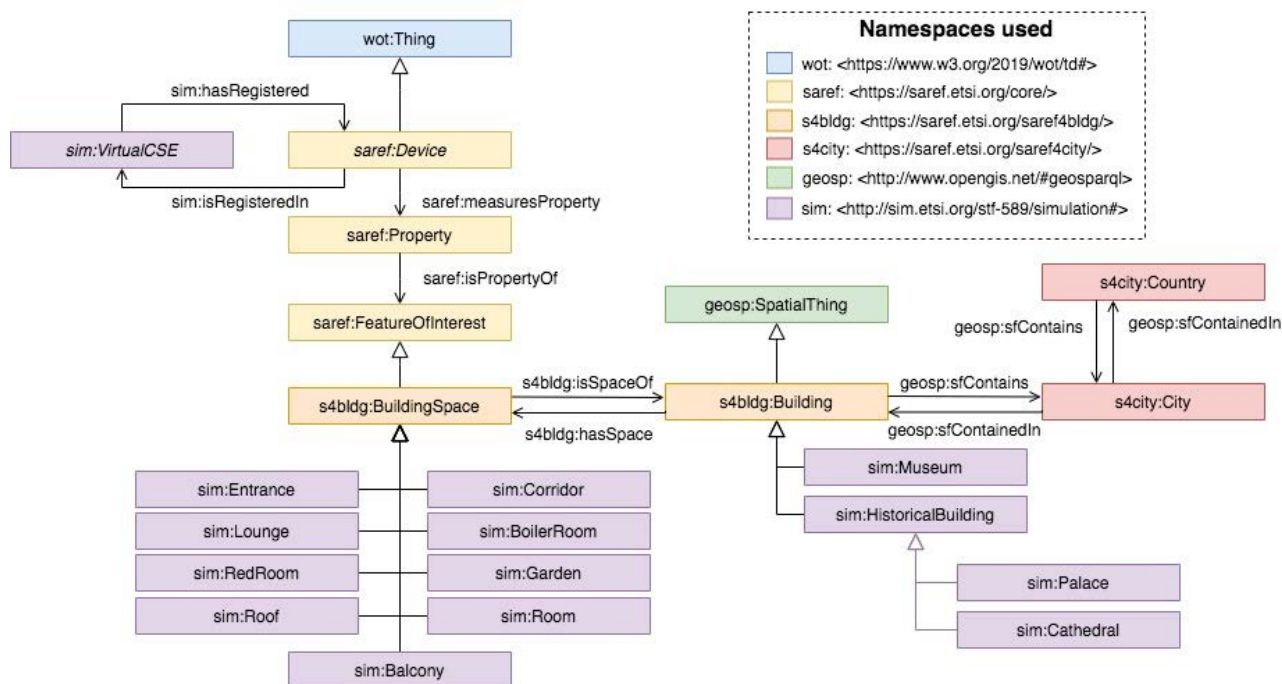 wot:Thing
Namespaces used
wot: <https://www.w3.org/2019/wot/td#>
saref: <https://saref.etsi.org/core/>
s4bldg: <https://saref.etsi.org/saref4bldg/>
s4city: <https://saref.etsi.org/saref4city/>
geosp: <http://www.opengis.net/#geosparql>
sim: <http://sim.etsi.org/stf-589/simulation#>
sim:hasRegistered
sim:VirtualCSE
saref:Device
sim:isRegisteredIn
saref:measuresProperty
saref:Property
saref:isPropertyOf
saref:FeatureOfInterest
geosp:SpatialThing
s4city:Country
geosp:sfContains
geosp:sfContainedIn
s4bldg:BuildingSpace
s4bldg:isSpaceOf
s4bldg:hasSpace
s4bldg:Building
geosp:sfContains
geosp:sfContainedIn
s4city:City
sim:Entrance
sim:Corridor
sim:Lounge
sim:BoilerRoom
sim:RedRoom
sim:Garden
sim:Roof
sim:Room
sim:Balcony
sim:Museum
sim:HistoricalBuilding
sim:Palace
sim:Cathedral